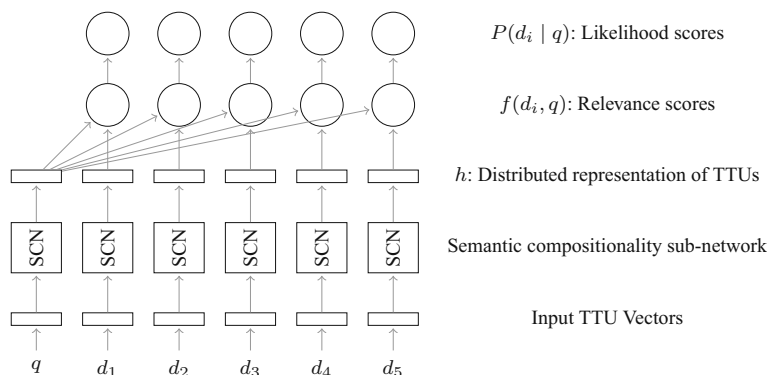 P(d_i | q): Likelihood scores
f(d_i, q): Relevance scores
h: Distributed representation of TTUs
SCN SCN SCN SCN SCN SCN Semantic compositionality sub-network
Input TTU Vectors
q d_1 d_2 d_3 d_4 d_5